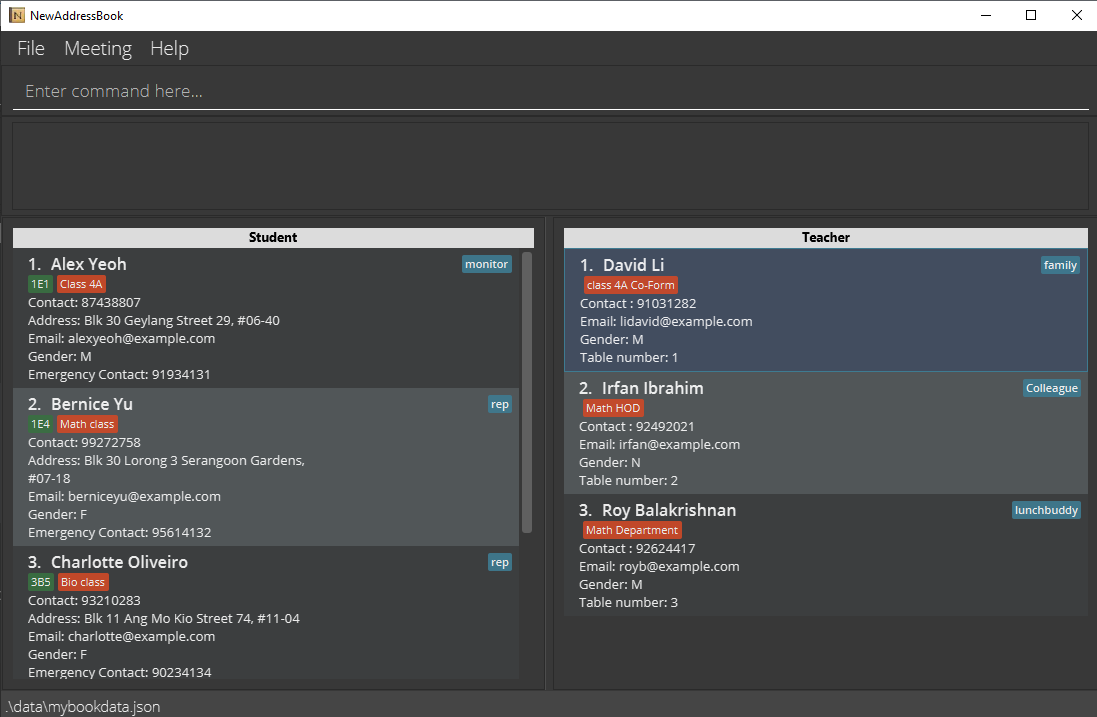 NewAddressBook
File Meeting Help
Enter command here...
Student
1. Alex Yeoh monitor
1E1 Class 4A
Contact: 87438807
Address: Blk 30 Geylang Street 29, #06-40
Email: alexyeoh@example.com
Gender: M
Emergency Contact: 91934131
2. Bernice Yu rep
1E4 Math class
Contact: 99272758
Address: Blk 30 Lorong 3 Serangoon Gardens,
#07-18
Email: berniceyu@example.com
Gender: F
Emergency Contact: 95614132
3. Charlotte Oliveiro rep
3B5 Bio class
Contact: 93210283
Address: Blk 11 Ang Mo Kio Street 74, #11-04
Email: charlotte@example.com
Gender: F
Emergency Contact: 90234134
Teacher
1. David Li family
class 4A Co-Form
Contact : 91031282
Email: lidavid@example.com
Gender: M
Table number: 1
2. Irfan Ibrahim Colleague
Math HOD
Contact : 92492021
Email: irfan@example.com
Gender: N
Table number: 2
3. Roy Balakrishnan lunchbuddy
Math Department
Contact : 92624417
Email: royb@example.com
Gender: M
Table number: 3
.\data\mybookdata.json